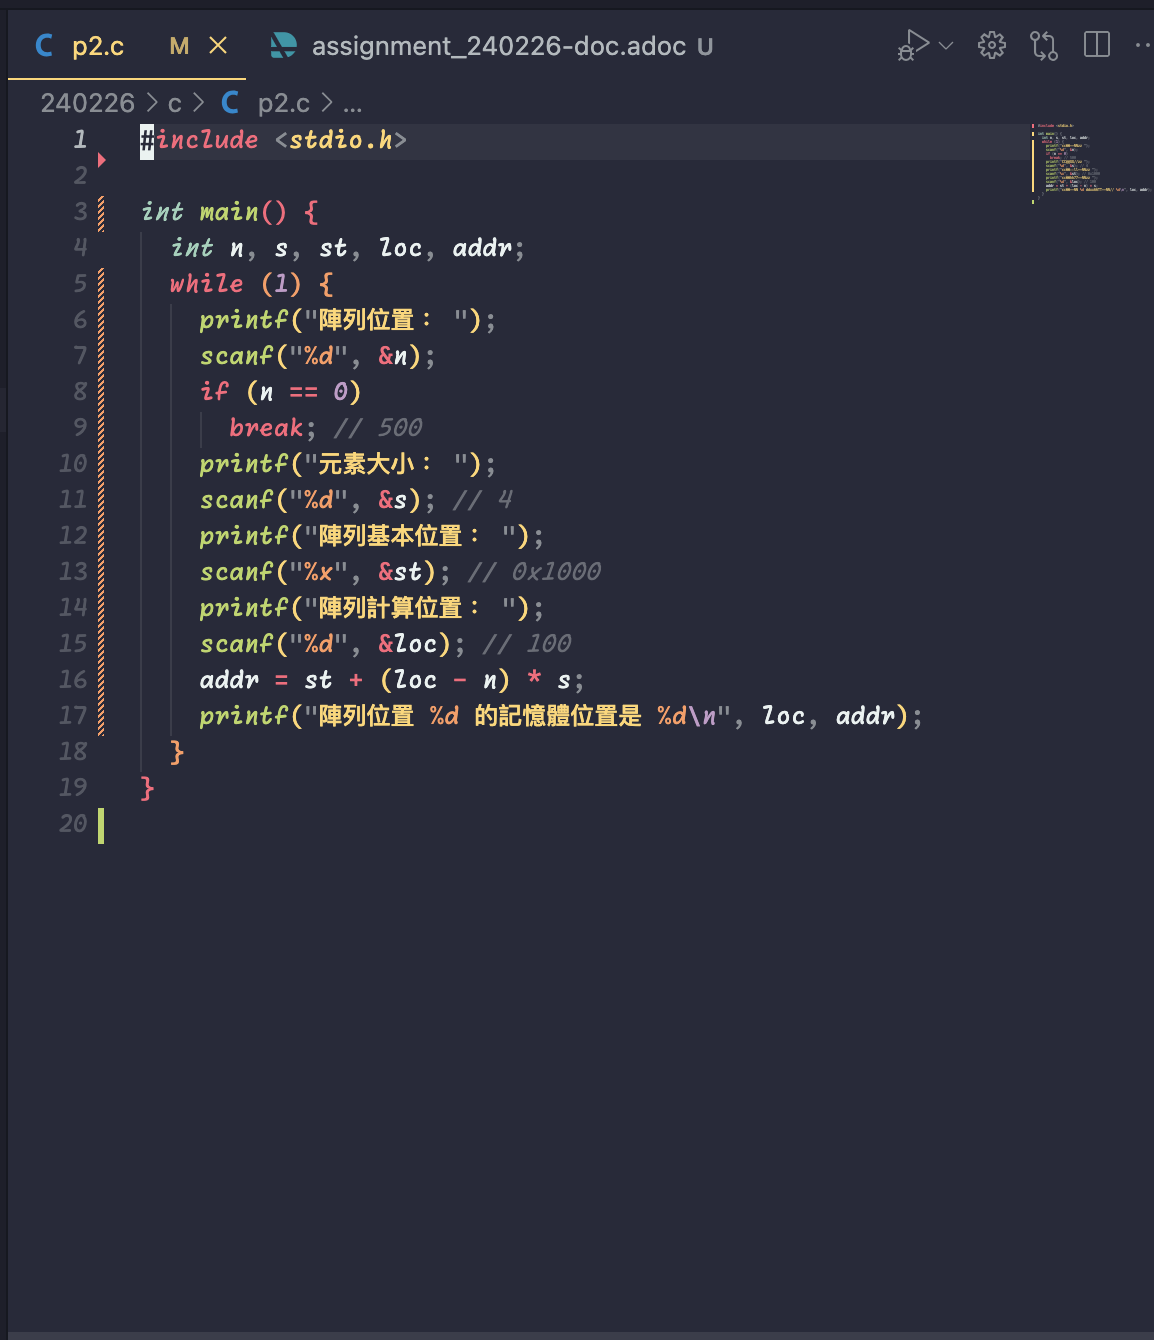 C p2.c M × assignment_240226-doc.adoc U
240226 > c > C p2.c > ...
1 #include <stdio.h>
2
3 int main() {
4 int n, s, st, loc, addr;
5 while (1) {
6 printf("陣列位置： ");
7 scanf("%d", &n);
8 if (n == 0)
9 break; // 500
10 printf("元素大小： ");
11 scanf("%d", &s); // 4
12 printf("陣列基本位置： ");
13 scanf("%x", &st); // 0x1000
14 printf("陣列計算位置： ");
15 scanf("%d", &loc); // 100
16 addr = st + (loc - n) * s;
17 printf("陣列位置 %d 的記憶體位置是 %d\n", loc, addr);
18 }
19 }
20